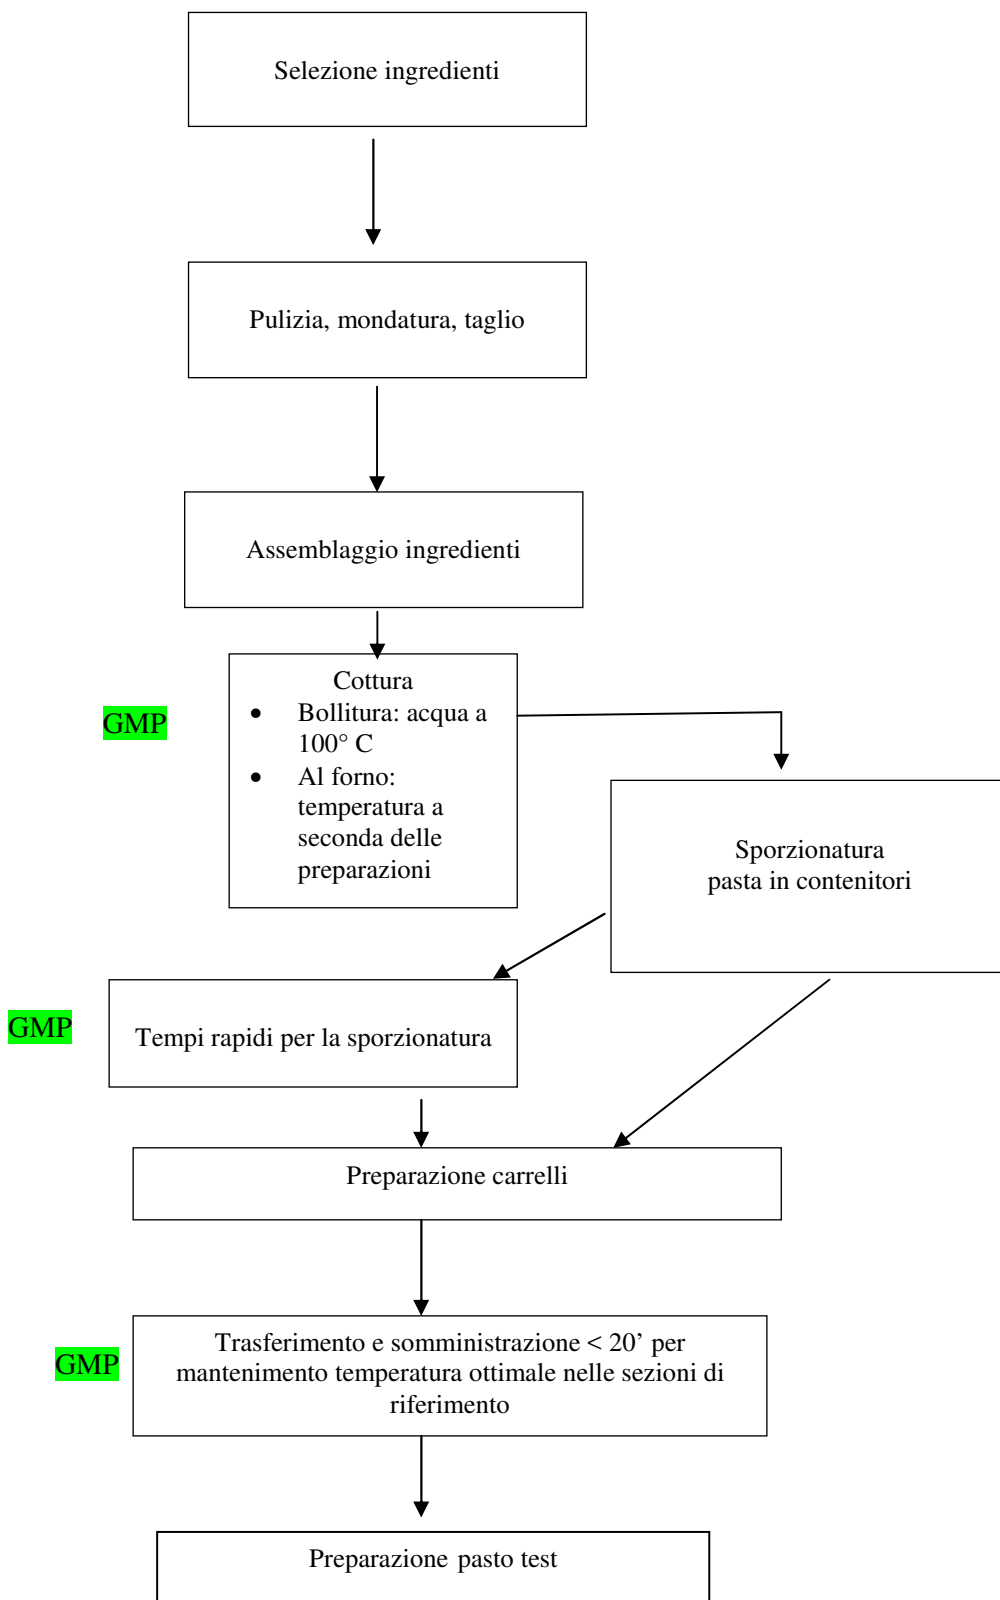 Selezione ingredienti
Pulizia, mondatura, taglio
Assemblaggio ingredienti
GMP
Cottura
• Bollitura: acqua a
100° C
• Al forno:
temperatura a
seconda delle
preparazioni
Sporzionatura
pasta in contenitori
GMP
Tempi rapidi per la sporzionatura
Preparazione carrelli
GMP
Trasferimento e somministrazione < 20’ per
mantenimento temperatura ottimale nelle sezioni di
riferimento
Preparazione pasto test